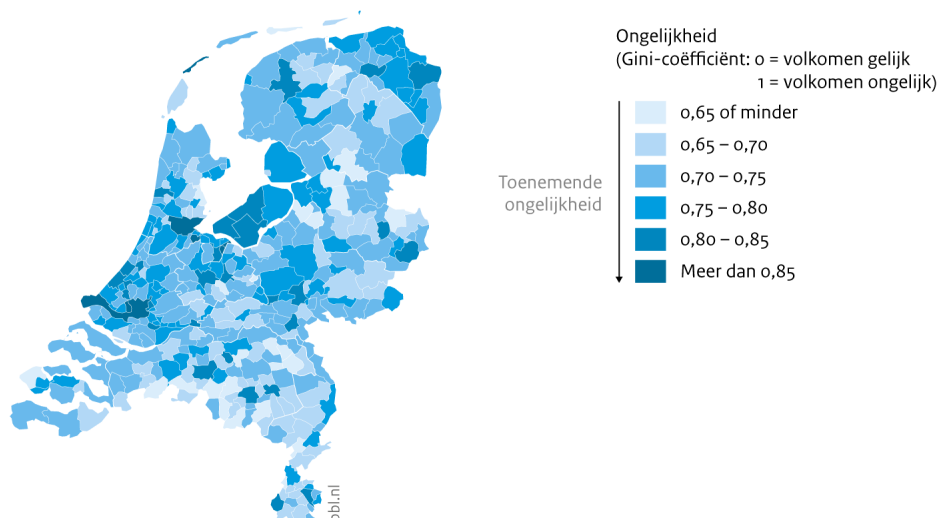 Ongelijkheid
(Gini-coëfficiënt: 0 = volkomen gelijk
1 = volkomen ongelijk)
0,65 of minder
0,65 – 0,70
0,70 – 0,75
0,75 – 0,80
0,80 – 0,85
Meer dan 0,85
Toenemende
ongelijkheid
pbl.nl